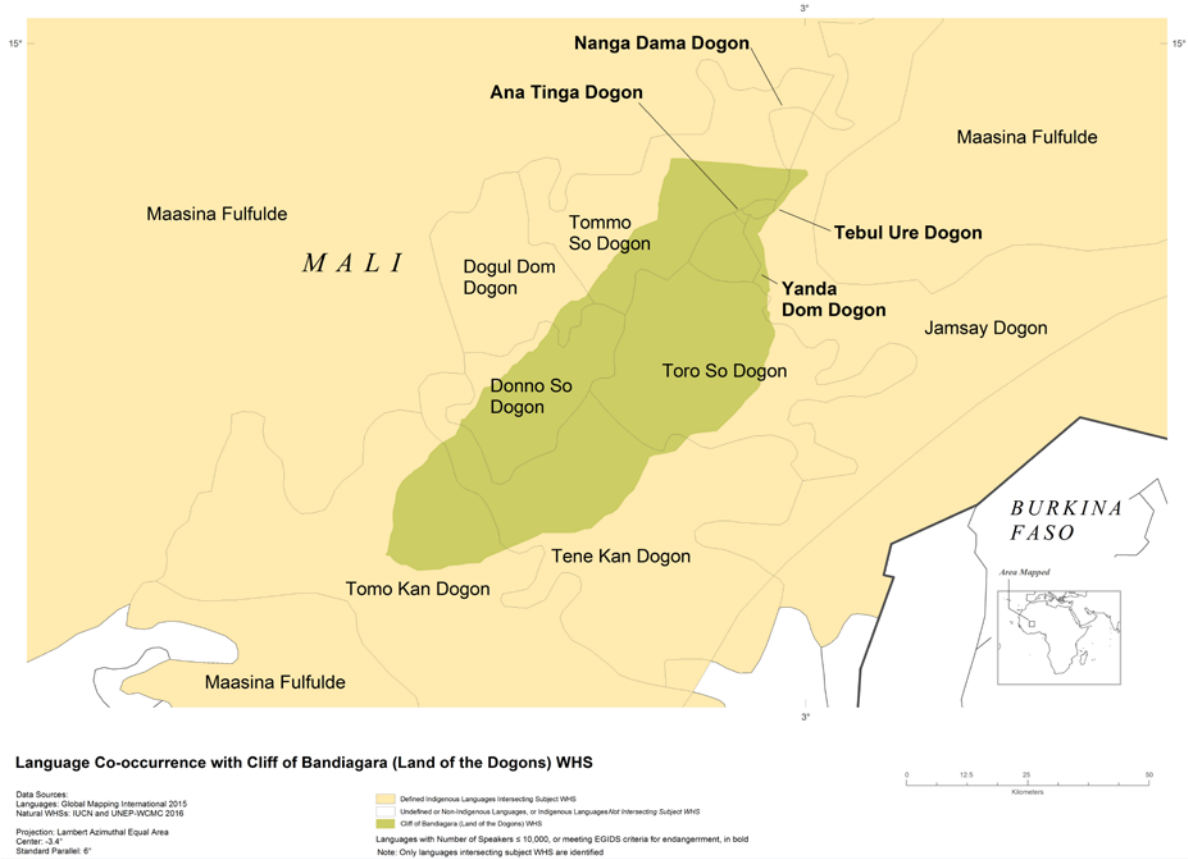 3°
15°
15°
Nanga Dama Dogon
Ana Tinga Dogon
Maasina Fulfulde
Maasina Fulfulde
Tommo
So Dogon
Tebul Ure Dogon
MALI
Dogul Dom
Dogon
Yanda
Dom Dogon
Jamsay Dogon
Toro So Dogon
Donno So
Dogon
BURKINA
FASO
Tene Kan Dogon
Area Mapped
Tomo Kan Dogon
Maasina Fulfulde
3°
Language Co-occurrence with Cliff of Bandiagara (Land of the Dogons) WHS
0 12.5 25 50
Kilometers
Data Sources:
Languages: Global Mapping International 2015
Natural WHSs: IUCN and UNEP-WCMC 2016
Projection: Lambert Azimuthal Equal Area
Center: -3.4°
Standard Parallel: 6°
Defined Indigenous Languages Intersecting Subject WHS
Undefined or Non-Indigenous Languages, or Indigenous Languages Not Intersecting Subject WHS
Cliff of Bandiagara (Land of the Dogons) WHS
Languages with Number of Speakers ≤ 10,000, or meeting EGIDS criteria for endangerment, in bold
Note: Only languages intersecting subject WHS are identified